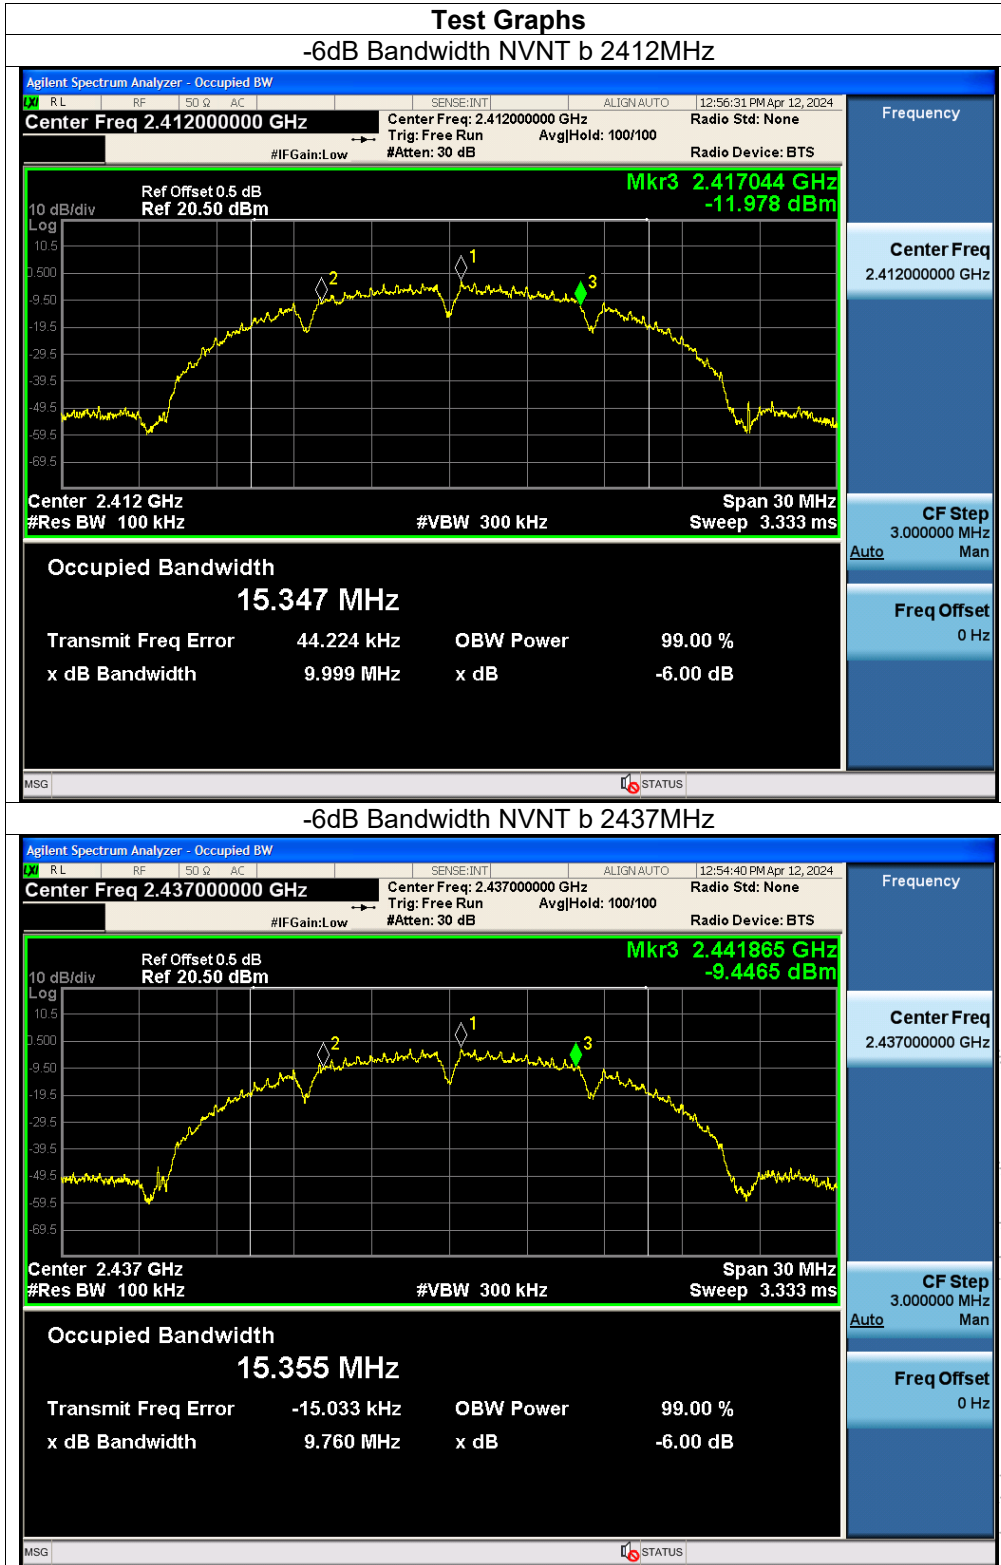 Test Graphs
-6dB Bandwidth NVNT b 2412MHz
Agilent Spectrum Analyzer - Occupied BW
LXI RL RF 50 Ω AC SENSE:INT ALIGN AUTO 12:56:31 PM Apr 12, 2024
Center Freq 2.412000000 GHz
Center Freq: 2.412000000 GHz Radio Std: None
Trig: Free Run Avg|Hold: 100/100
#IFGain:Low #Atten: 30 dB Radio Device: BTS
Frequency
Mkr3 2.417044 GHz
-11.978 dBm
Ref Offset 0.5 dB
10 dB/div Ref 20.50 dBm
Log
10.5
0.500
-9.50
-19.5
-29.5
-39.5
-49.5
-59.5
-69.5
1
2
3
Center Freq
2.412000000 GHz
Center 2.412 GHz Span 30 MHz
#Res BW 100 kHz #VBW 300 kHz Sweep 3.333 ms
CF Step
3.000000 MHz
Auto Man
Occupied Bandwidth
15.347 MHz
Transmit Freq Error 44.224 kHz OBW Power 99.00 %
x dB Bandwidth 9.999 MHz x dB -6.00 dB
Freq Offset
0 Hz
MSG STATUS
-6dB Bandwidth NVNT b 2437MHz
Agilent Spectrum Analyzer - Occupied BW
LXI RL RF 50 Ω AC SENSE:INT ALIGN AUTO 12:54:40 PM Apr 12, 2024
Center Freq 2.437000000 GHz
Center Freq: 2.437000000 GHz Radio Std: None
Trig: Free Run Avg|Hold: 100/100
#IFGain:Low #Atten: 30 dB Radio Device: BTS
Frequency
Mkr3 2.441865 GHz
-9.4465 dBm
Ref Offset 0.5 dB
10 dB/div Ref 20.50 dBm
Log
10.5
0.500
-9.50
-19.5
-29.5
-39.5
-49.5
-59.5
-69.5
1
2
3
Center Freq
2.437000000 GHz
Center 2.437 GHz Span 30 MHz
#Res BW 100 kHz #VBW 300 kHz Sweep 3.333 ms
CF Step
3.000000 MHz
Auto Man
Occupied Bandwidth
15.355 MHz
Transmit Freq Error -15.033 kHz OBW Power 99.00 %
x dB Bandwidth 9.760 MHz x dB -6.00 dB
Freq Offset
0 Hz
MSG STATUS